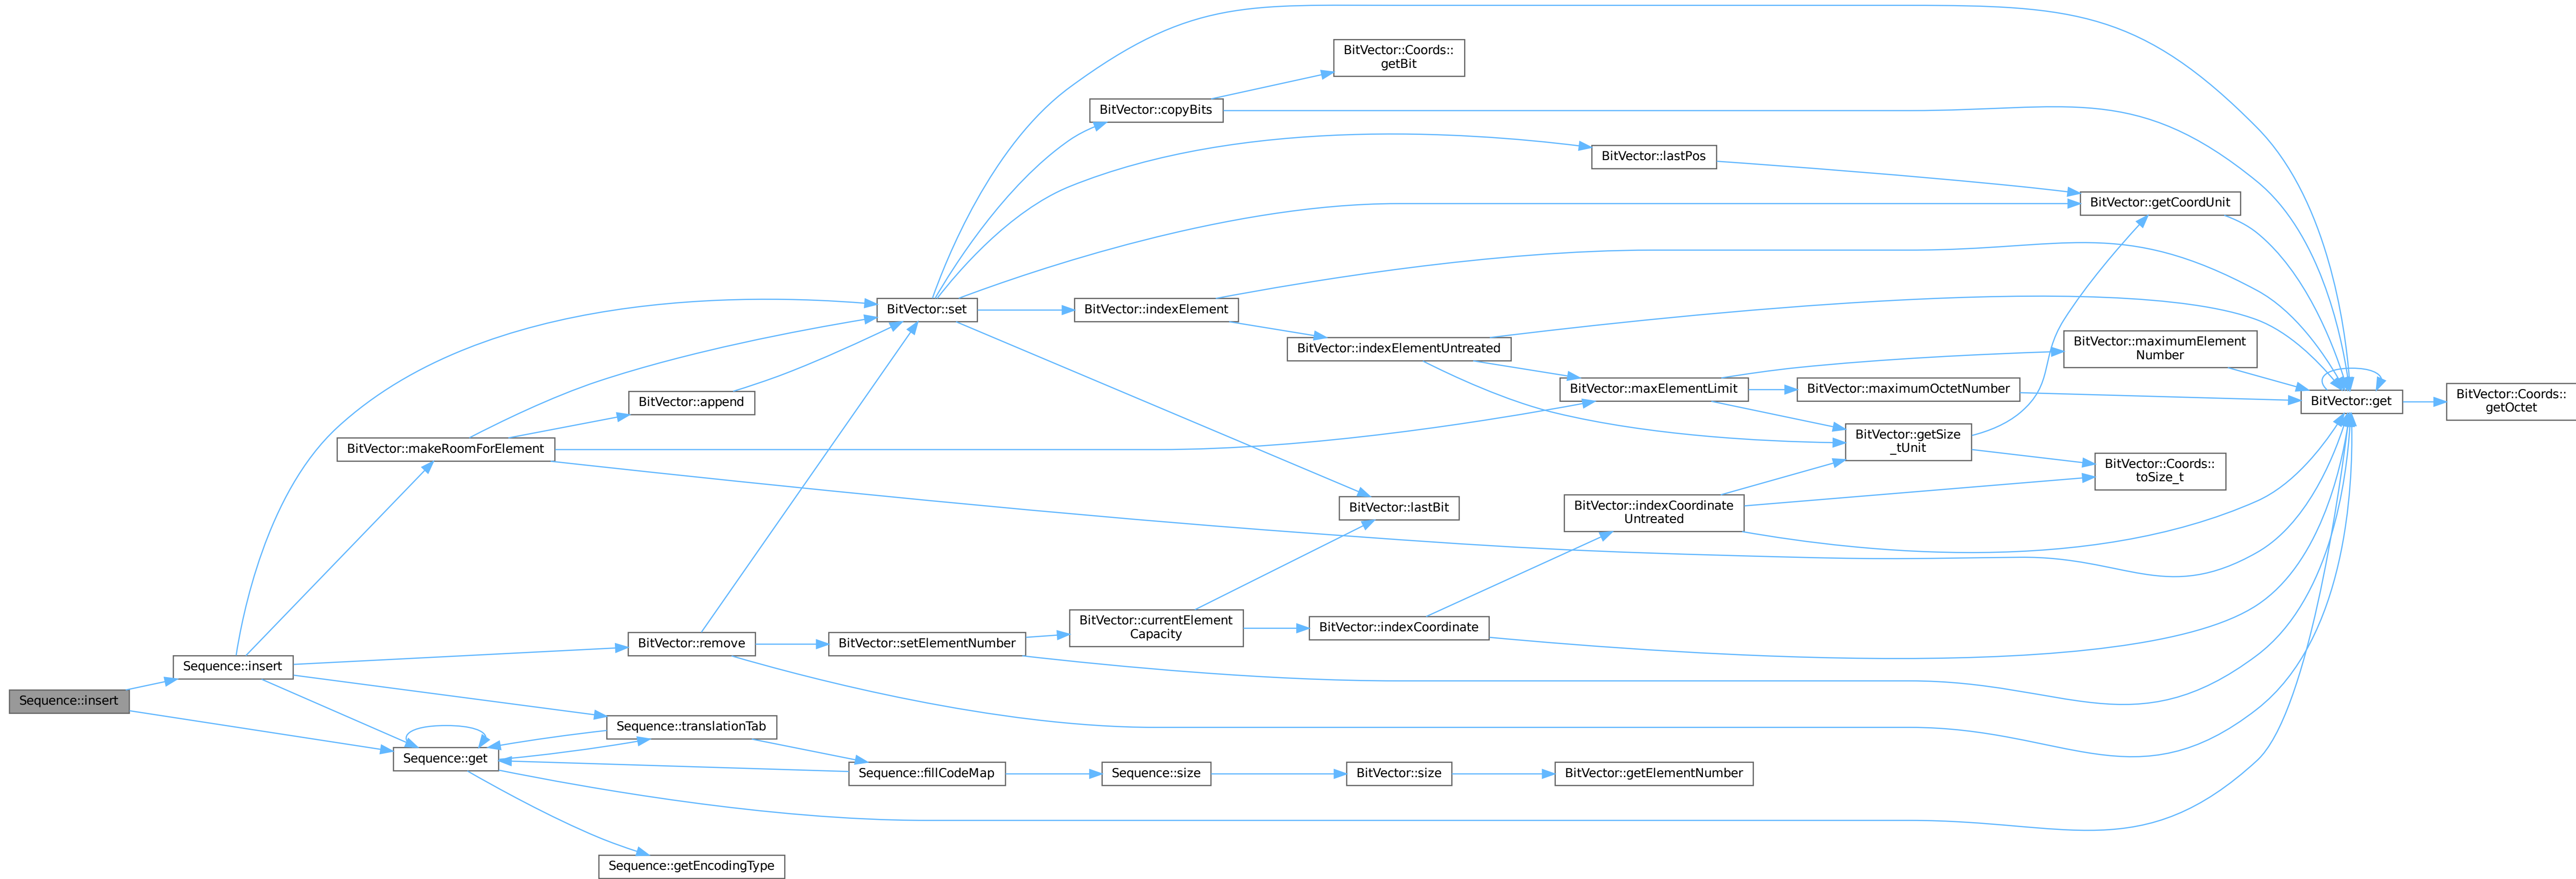 BitVector::Coords::
getBit
BitVector::copyBits
BitVector::lastPos
BitVector::getCoordUnit
BitVector::set
BitVector::indexElement
BitVector::indexElementUntreated
BitVector::maximumElement
Number
BitVector::maxElementLimit
BitVector::maximumOctetNumber
BitVector::append
BitVector::get
BitVector::Coords::
getOctet
BitVector::makeRoomForElement
BitVector::getSize
_tUnit
BitVector::Coords::
toSize_t
BitVector::lastBit
BitVector::indexCoordinate
Untreated
BitVector::currentElement
Capacity
BitVector::indexCoordinate
BitVector::remove
BitVector::setElementNumber
Sequence::insert
Sequence::insert
Sequence::translationTab
Sequence::get
Sequence::fillCodeMap
Sequence::size
BitVector::size
BitVector::getElementNumber
Sequence::getEncodingType